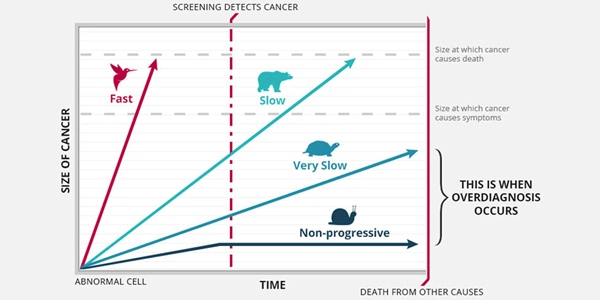 SCREENING DETECTS CANCER
Size at which cancer
causes death
Fast
Slow
Size at which cancer
causes symptoms
SIZE OF CANCER
Very Slow
THIS IS WHEN
OVERDIAGNOSIS
OCCURS
Non-progressive
ABNORMAL CELL
TIME
DEATH FROM OTHER CAUSES